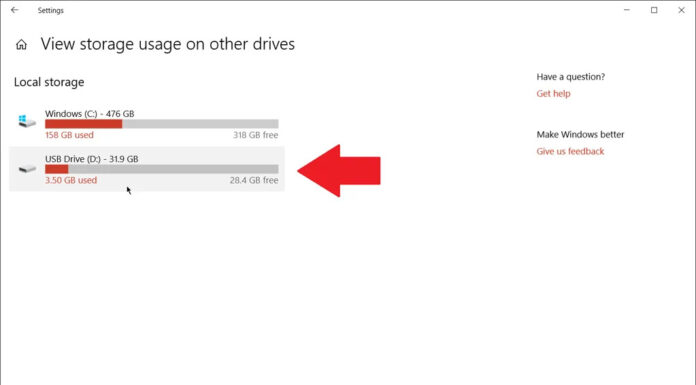 Settings
View storage usage on other drives
Local storage
Windows (C:) - 476 GB
158 GB used 318 GB free
USB Drive (D:) - 31.9 GB
3.50 GB used 28.4 GB free
Have a question?
Get help
Make Windows better
Give us feedback